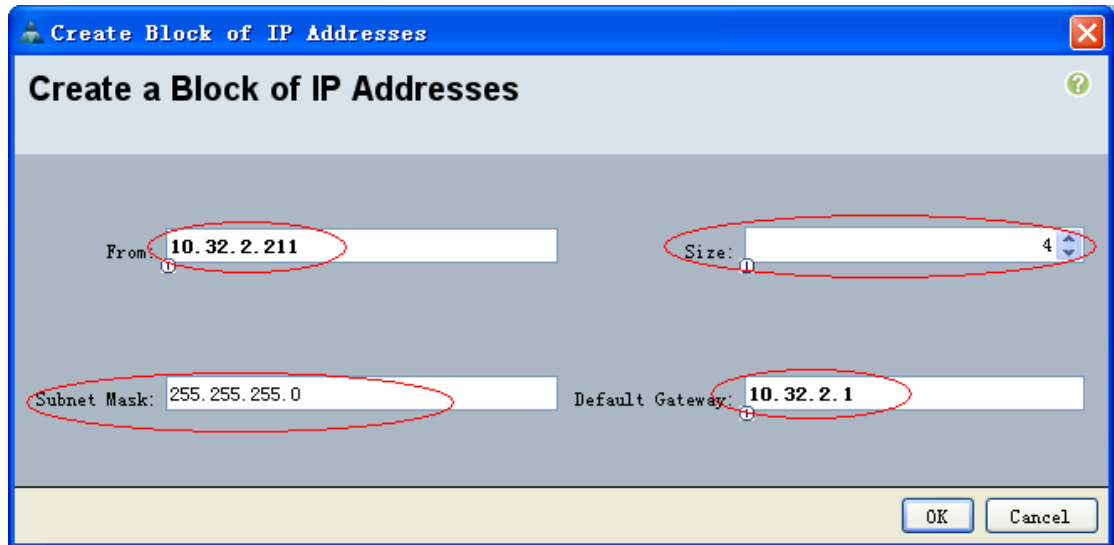 Create Block of IP Addresses
Create a Block of IP Addresses
From: 10.32.2.211
Size: 4
Subnet Mask: 255.255.255.0
Default Gateway: 10.32.2.1
OK Cancel